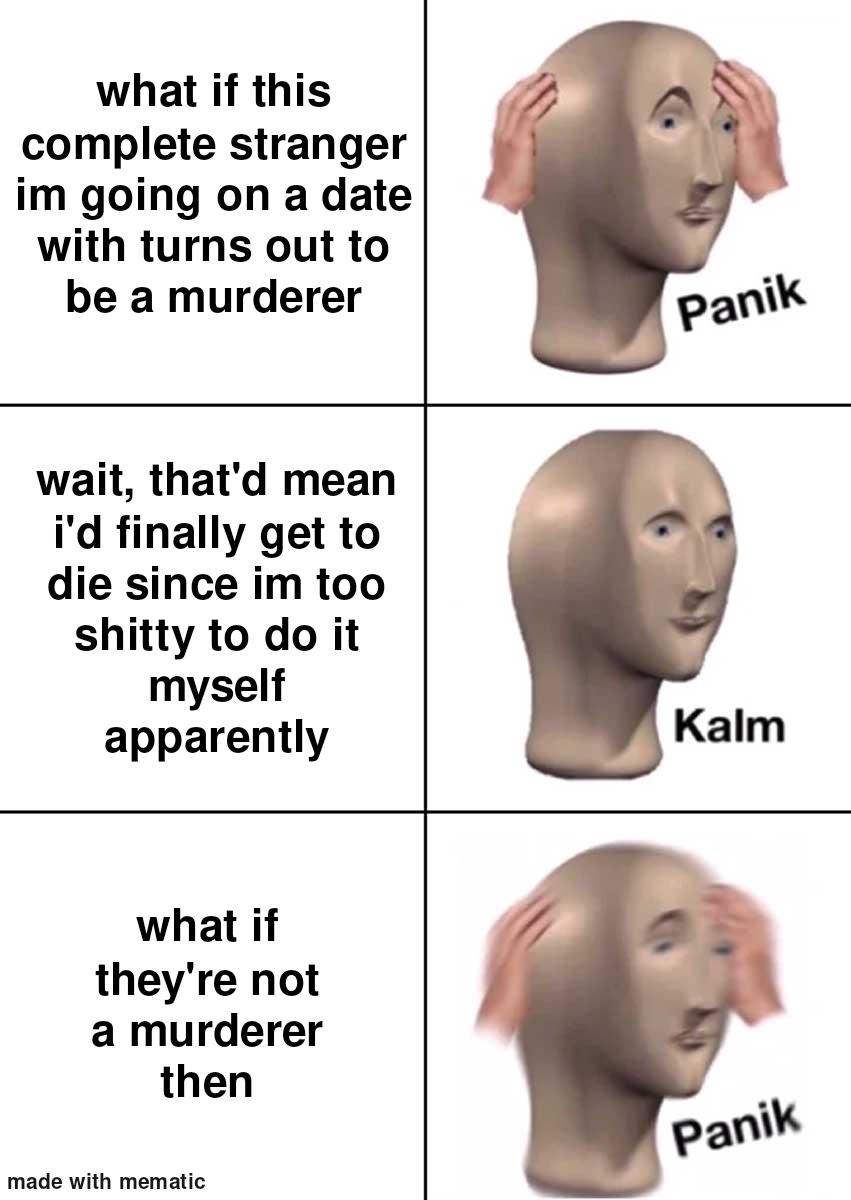 what if this
complete stranger
im going on a date
with turns out to
be a murderer
Panik
wait, that'd mean
i'd finally get to
die since im too
shitty to do it
myself
apparently
Kalm
what if
they're not
a murderer
then
Panik
made with mematic